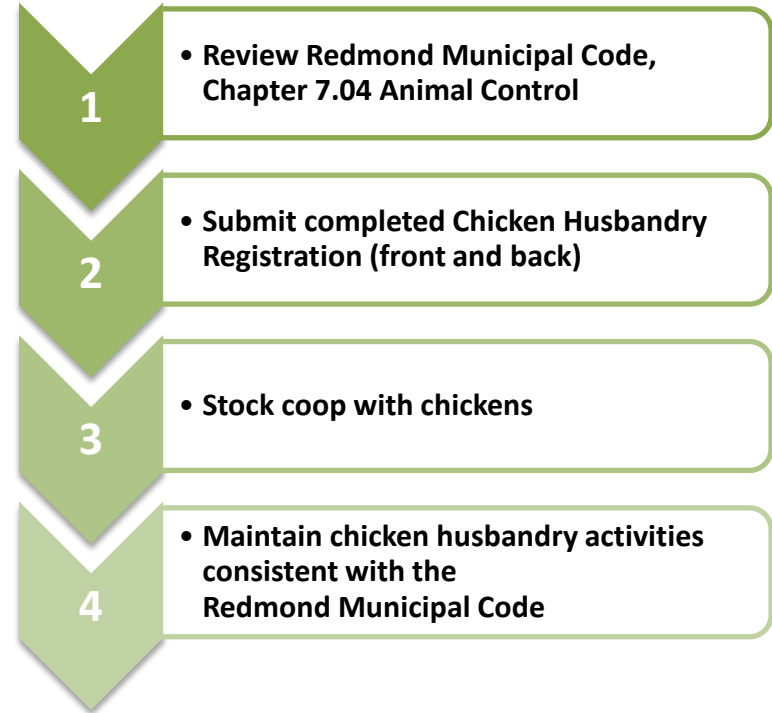 1
• Review Redmond Municipal Code,
Chapter 7.04 Animal Control
2
• Submit completed Chicken Husbandry
Registration (front and back)
3
• Stock coop with chickens
4
• Maintain chicken husbandry activities
consistent with the
Redmond Municipal Code